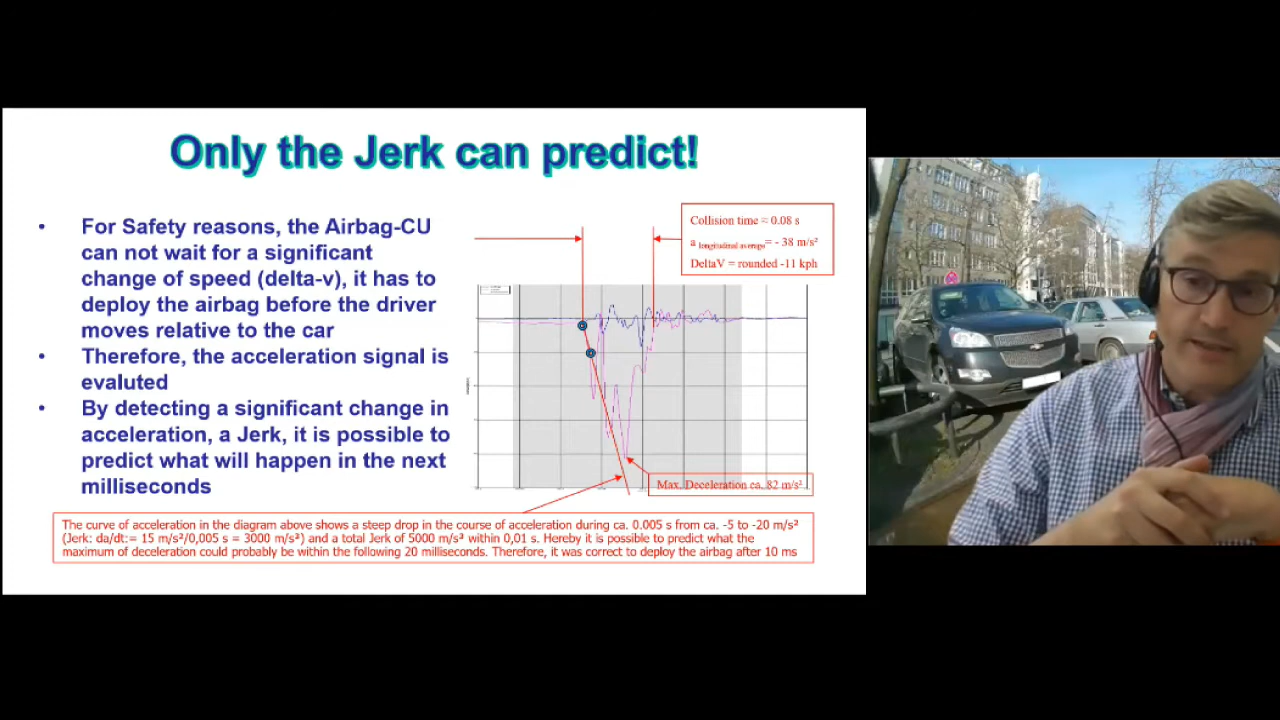 Only the Jerk can predict!
• For Safety reasons, the Airbag-CU
can not wait for a significant
change of speed (delta-v), it has to
deploy the airbag before the driver
moves relative to the car
• Therefore, the acceleration signal is
evaluted
• By detecting a significant change in
acceleration, a Jerk, it is possible to
predict what will happen in the next
milliseconds
Collision time ≈ 0.08 s
a longitudinal average= - 38 m/s²
DeltaV = rounded -11 kph
Max. Deceleration ca. 82 m/s²
The curve of acceleration in the diagram above shows a steep drop in the course of acceleration during ca. 0.005 s from ca. -5 to -20 m/s²
(Jerk: da/dt:= 15 m/s²/0,005 s = 3000 m/s³) and a total Jerk of 5000 m/s³ within 0,01 s. Hereby it is possible to predict what the
maximum of deceleration could probably be within the following 20 milliseconds. Therefore, it was correct to deploy the airbag after 10 ms